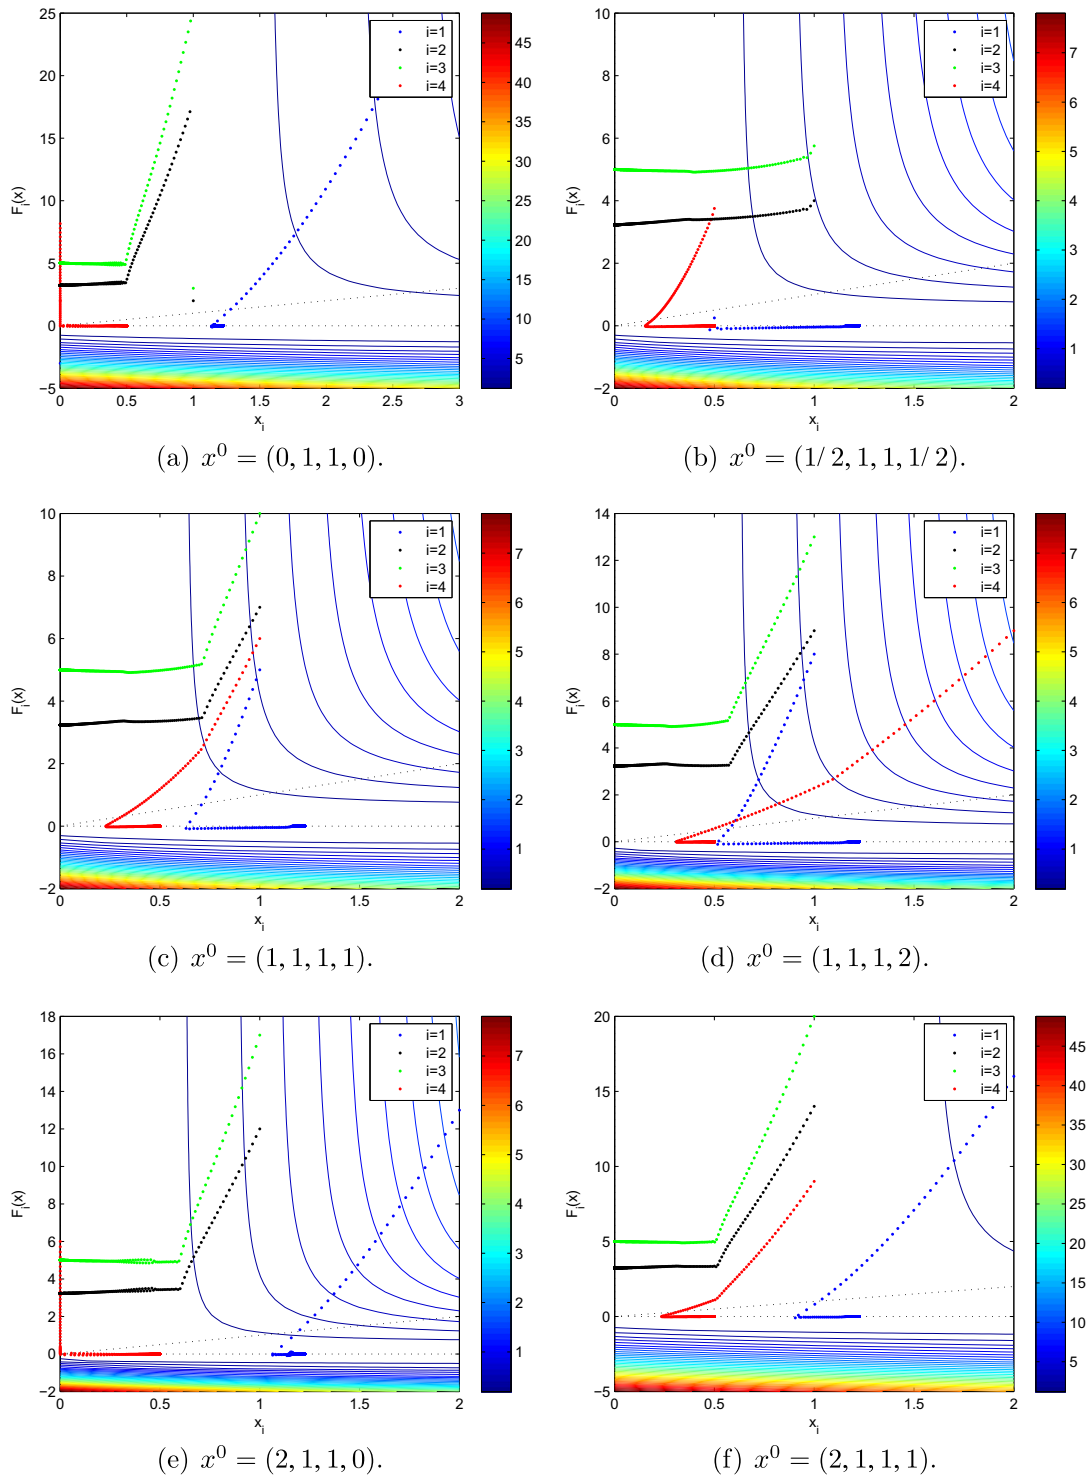 25
20
15
10
5
0
−5
0
0.5
1
1.5
2
2.5
3
F_i(x)
x_i
i=1
i=2
i=3
i=4
45
40
35
30
25
20
15
10
5
(a) x^0 = (0, 1, 1, 0).
10
8
6
4
2
0
−2
0
0.5
1
1.5
2
F_i(x)
x_i
i=1
i=2
i=3
i=4
7
6
5
4
3
2
1
(b) x^0 = (1/2, 1, 1, 1/2).
10
8
6
4
2
0
−2
0
0.5
1
1.5
2
F_i(x)
x_i
i=1
i=2
i=3
i=4
7
6
5
4
3
2
1
(c) x^0 = (1, 1, 1, 1).
14
12
10
8
6
4
2
0
−2
0
0.5
1
1.5
2
F_i(x)
x_i
i=1
i=2
i=3
i=4
7
6
5
4
3
2
1
(d) x^0 = (1, 1, 1, 2).
18
16
14
12
10
8
6
4
2
0
−2
0
0.5
1
1.5
2
F_i(x)
x_i
i=1
i=2
i=3
i=4
7
6
5
4
3
2
1
(e) x^0 = (2, 1, 1, 0).
20
15
10
5
0
−5
0
0.5
1
1.5
2
F_i(x)
x_i
i=1
i=2
i=3
i=4
45
40
35
30
25
20
15
10
5
(f) x^0 = (2, 1, 1, 1).